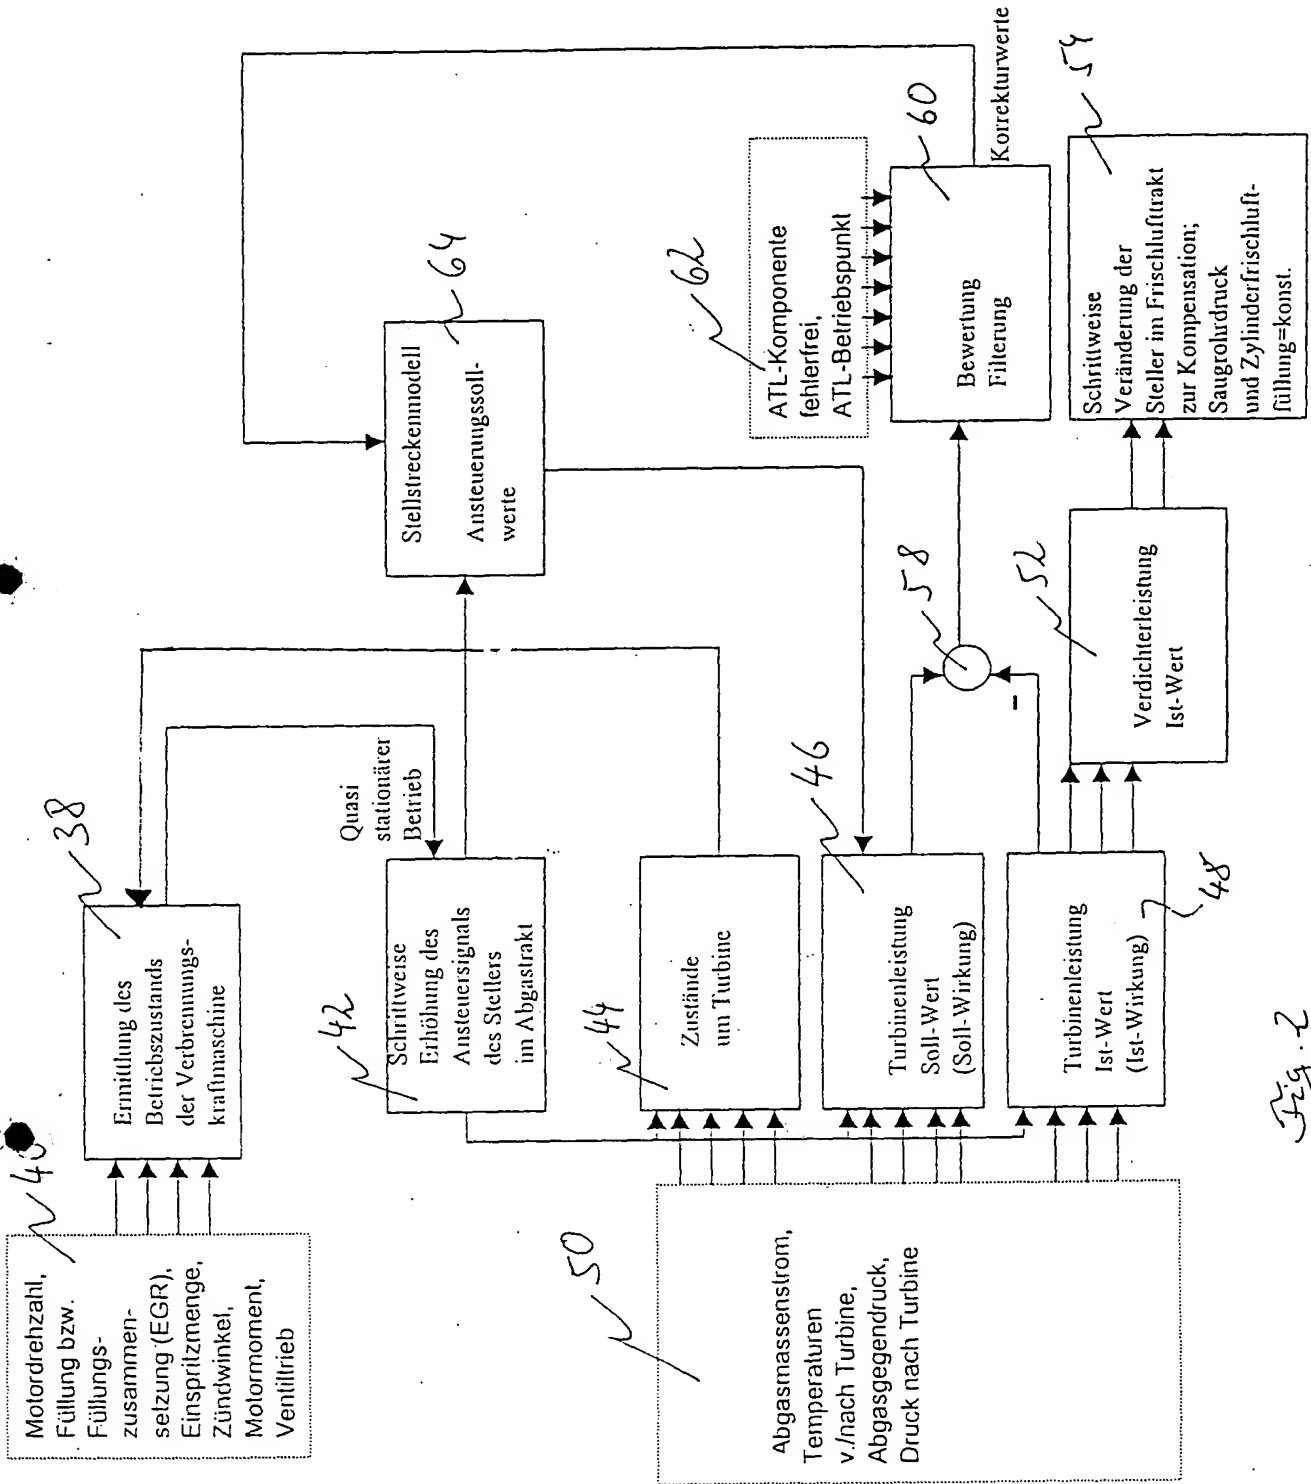 Motordrehzahl,
Füllung bzw.
Füllungs-
zusammen-
setzung (EGR),
Einspritzmenge,
Zündwinkel,
Motormoment,
Ventiltrieb
38
Ermittlung des
Betriebszustands
der Verbrennungs-
kraftmaschine
Quasi
stationärer
Betrieb
42
Schrittweise
Erhöhung des
Ansteuersignals
des Stellers
im Abgastrakt
64
Stellstreckenmodell
Ansteuerungssoll-
werte
44
Zustände
um Turbine
50
Abgasmassenstrom,
Temperaturen
v./nach Turbine,
Abgasgegendruck,
Druck nach Turbine
46
Turbinenleistung
Soll-Wert
(Soll-Wirkung)
48
Turbinenleistung
Ist-Wert
(Ist-Wirkung)
58
-
62
ATL-Komponente
fehlerfrei,
ATL-Betriebspunkt
60
Bewertung
Filterung
Korrekturwerte
52
Verdichterleistung
Ist-Wert
54
Schrittweise
Veränderung der
Steller im Frischlufttrakt
zur Kompensation;
Saugrohrdruck
und Zylinderfrischluft-
füllung=konst.
Fig. 2